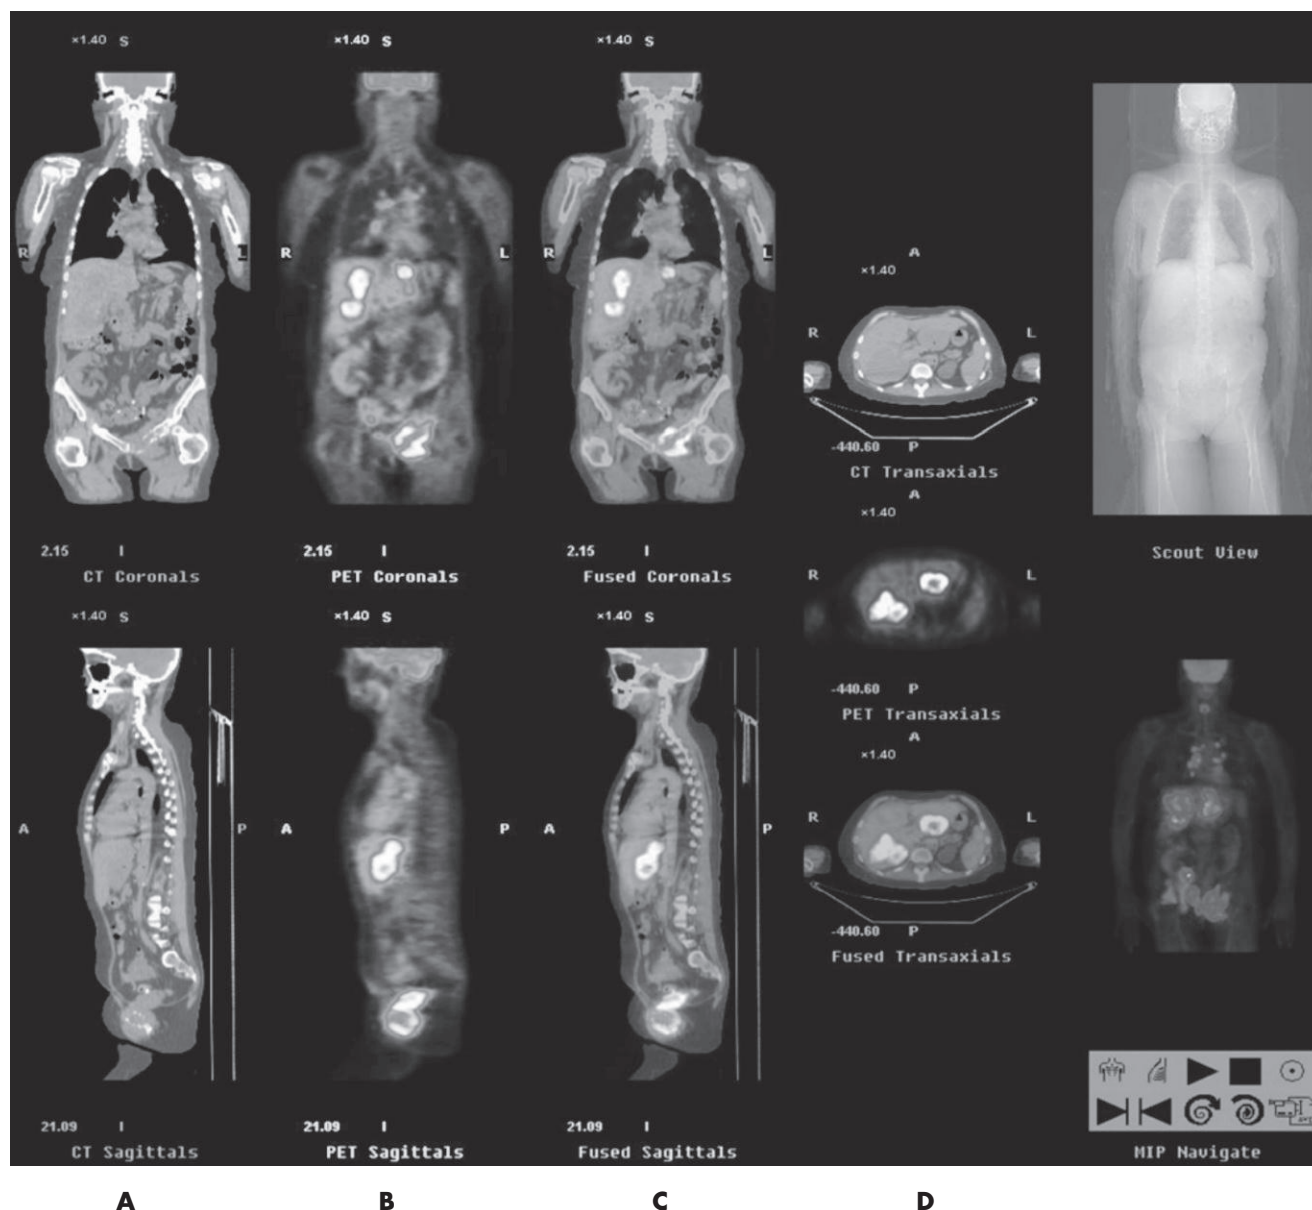 ×1.40 S
×1.40 S
×1.40 S
R
L
R
L
2.15 I
CT Coronals
2.15 I
PET Coronals
2.15 I
Fused Coronals
×1.40 S
×1.40 S
×1.40 S
A
P
A
P
A
P
21.09 I
CT Sagittals
21.09 I
PET Sagittals
21.09 I
Fused Sagittals
A
×1.40
R
L
-440.60 P
CT Transaxials
A
×1.40
R
L
-440.60 P
PET Transaxials
A
×1.40
R
L
-440.60 P
Fused Transaxials
Scout View
MIP Navigate
A
B
C
D